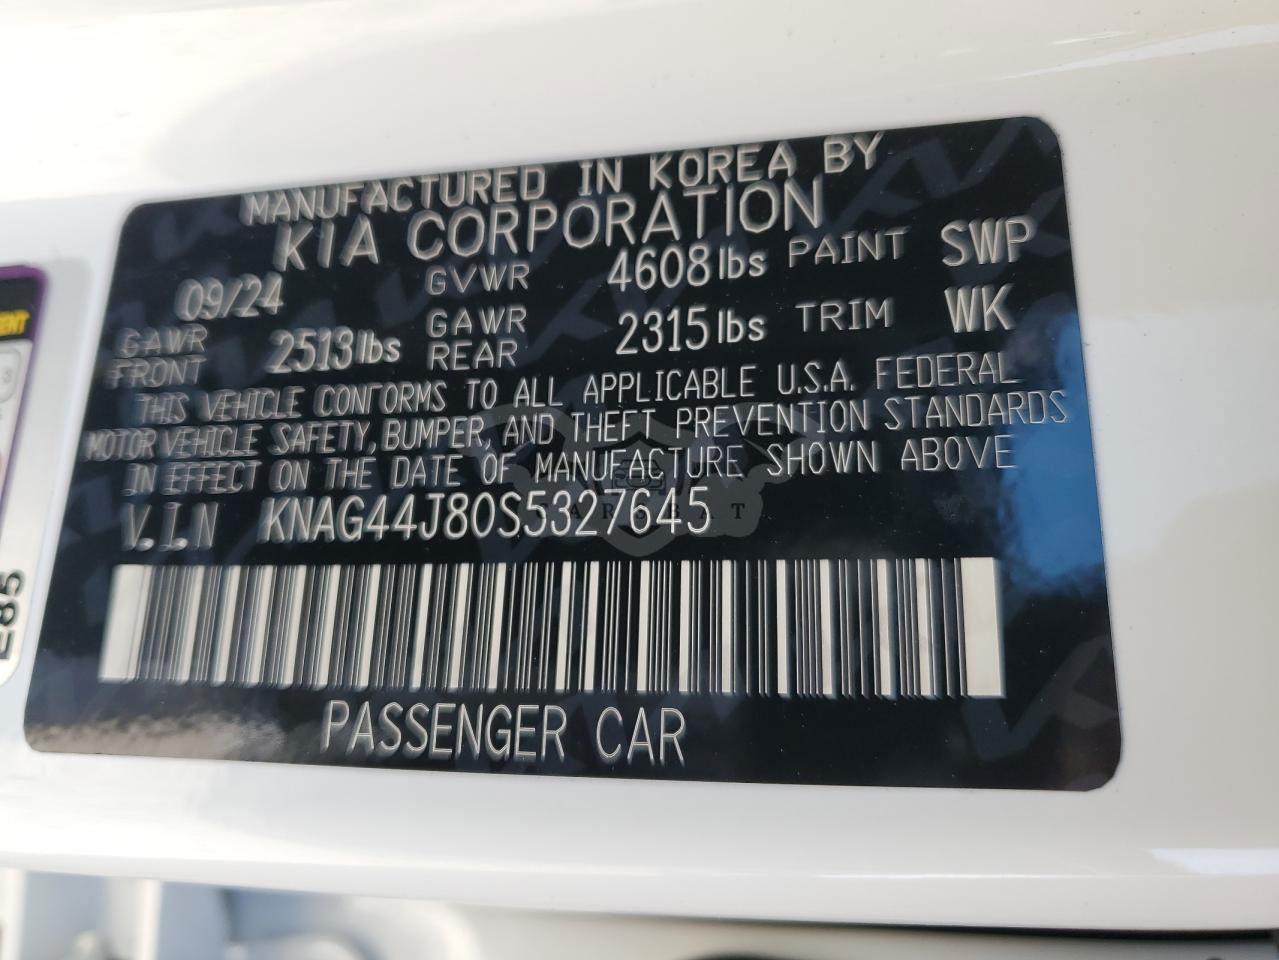 MANUFACTURED IN KOREA BY
KIA CORPORATION
09/24 GVWR 4608 lbs PAINT SWP
GAWR FRONT 2513 lbs GAWR REAR 2315 lbs TRIM WK
THIS VEHICLE CONFORMS TO ALL APPLICABLE U.S.A. FEDERAL
MOTOR VEHICLE SAFETY, BUMPER, AND THEFT PREVENTION STANDARDS
IN EFFECT ON THE DATE OF MANUFACTURE SHOWN ABOVE
V.I.N KNAG44J80S5327645
PASSENGER CAR
E85